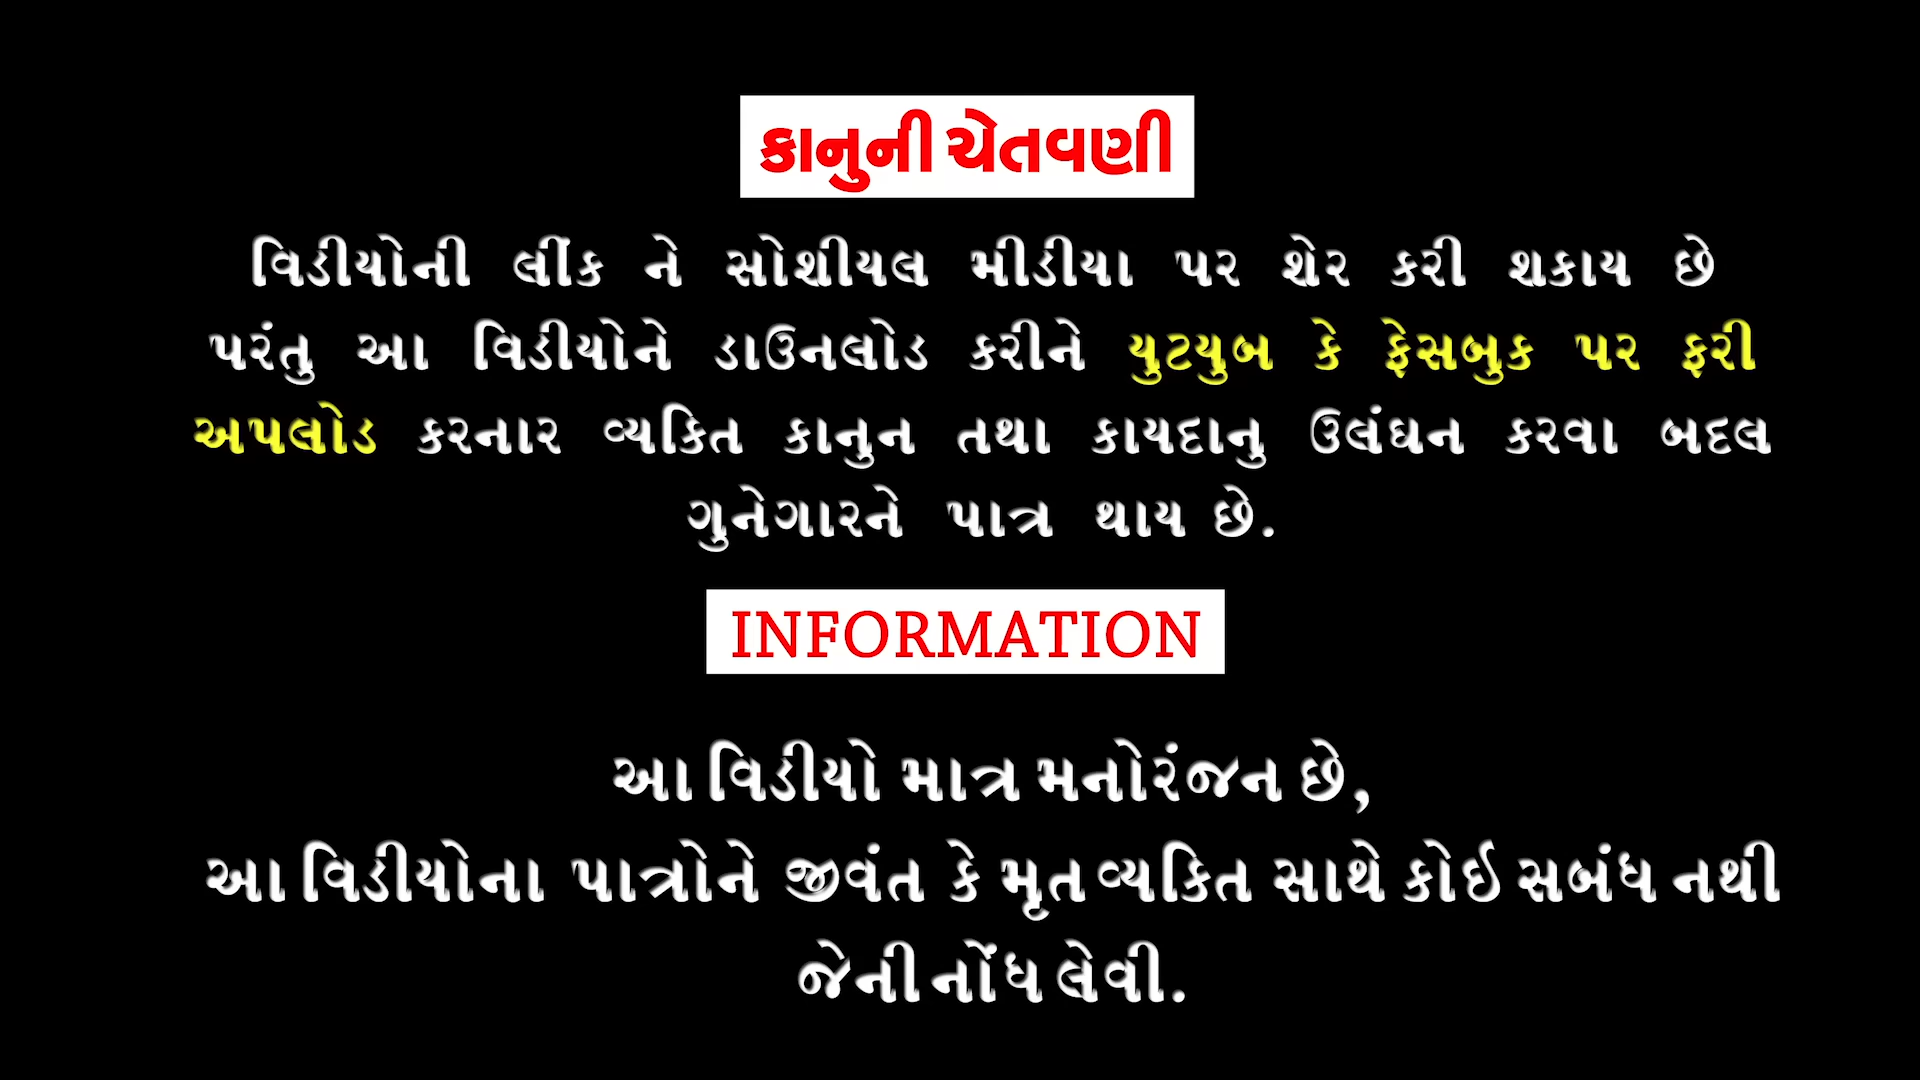 કાનુની ચેતવણી
વિડીયોની લીંક ને સોશીયલ મીડીયા પર શેર કરી શકાય છે
પરંતુ આ વિડીયોને ડાઉનલોડ કરીને યુટયુબ કે ફેસબુક પર ફરી
અપલોડ કરનાર વ્યકિત કાનુન તથા કાયદાનુ ઉલંઘન કરવા બદલ
ગુનેગારને પાત્ર થાય છે.
INFORMATION
આ વિડીયો માત્ર મનોરંજન છે,
આ વિડીયોના પાત્રોને જીવંત કે મૃત વ્યકિત સાથે કોઈ સબંધ નથી
જેની નોંધ લેવી.